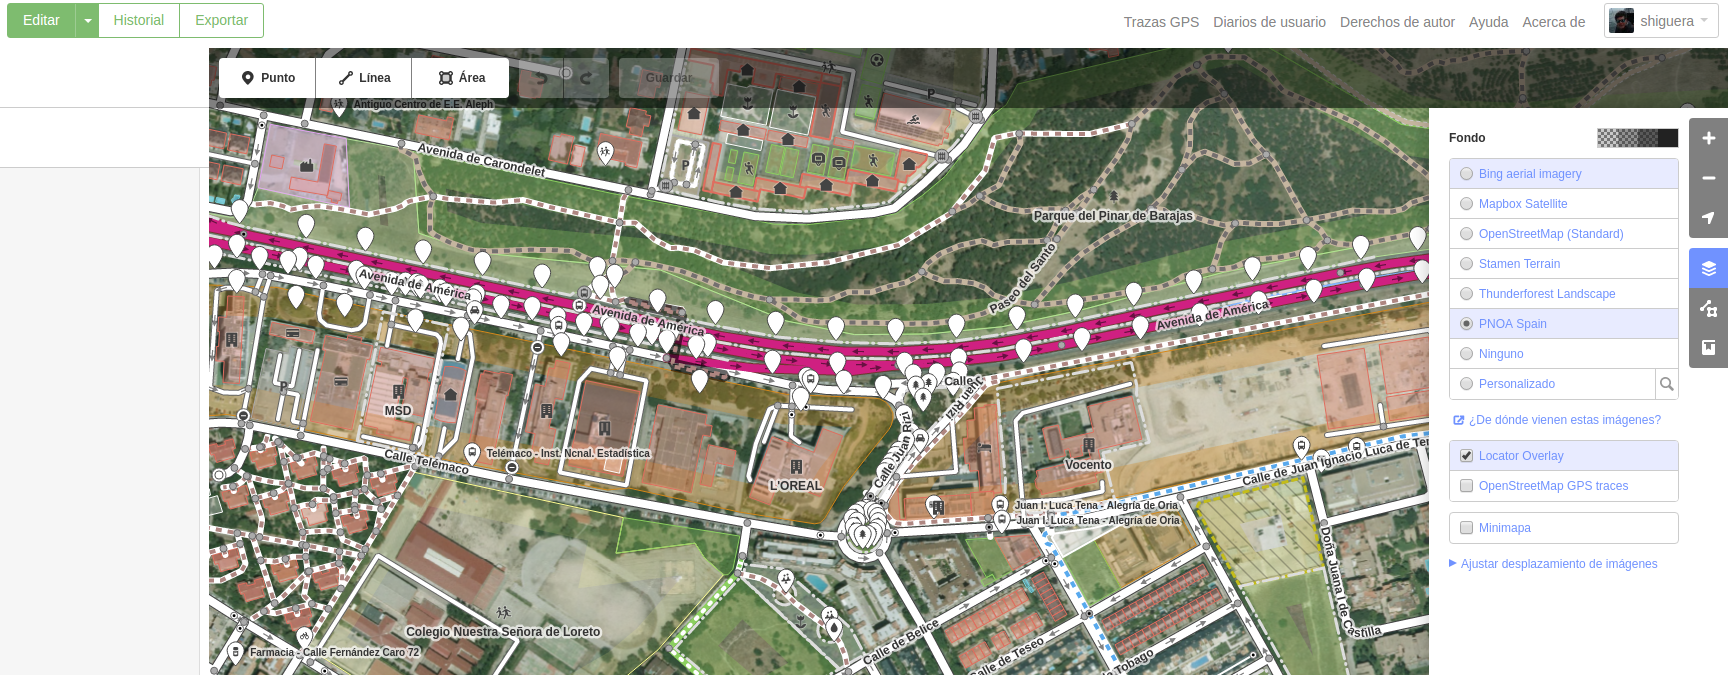 Editar
Historial
Exportar
Trazas GPS
Diarios de usuario
Derechos de autor
Ayuda
Acerca de
shiguera
Punto
Línea
Área
Guardar
Antiguo Centro de E.E. Aleph
Avenida de Carondelet
P
P
Parque del Pinar de Barajas
Paseo del Santo
Avenida de América
Avenida de América
Avenida de América
P
MSD
Calle
Juan Rizi
Calle Juan Rizi
Calle Telémaco
Telémaco - Inst. Ncnal. Estadística
L'OREAL
Vocento
Calle de Juan Ignacio Luca de Ter
Juan I. Luca Tena - Alegría de Oria
Juan I. Luca Tena - Alegría de Oria
Doña Juana I de Castilla
Colegio Nuestra Señora de Loreto
Farmacia - Calle Fernández Caro 72
Calle de Belice
Calle de Teseo
Tobago
Fondo
Bing aerial imagery
Mapbox Satellite
OpenStreetMap (Standard)
Stamen Terrain
Thunderforest Landscape
PNOA Spain
Ninguno
Personalizado
¿De dónde vienen estas imágenes?
Locator Overlay
OpenStreetMap GPS traces
Minimapa
Ajustar desplazamiento de imágenes